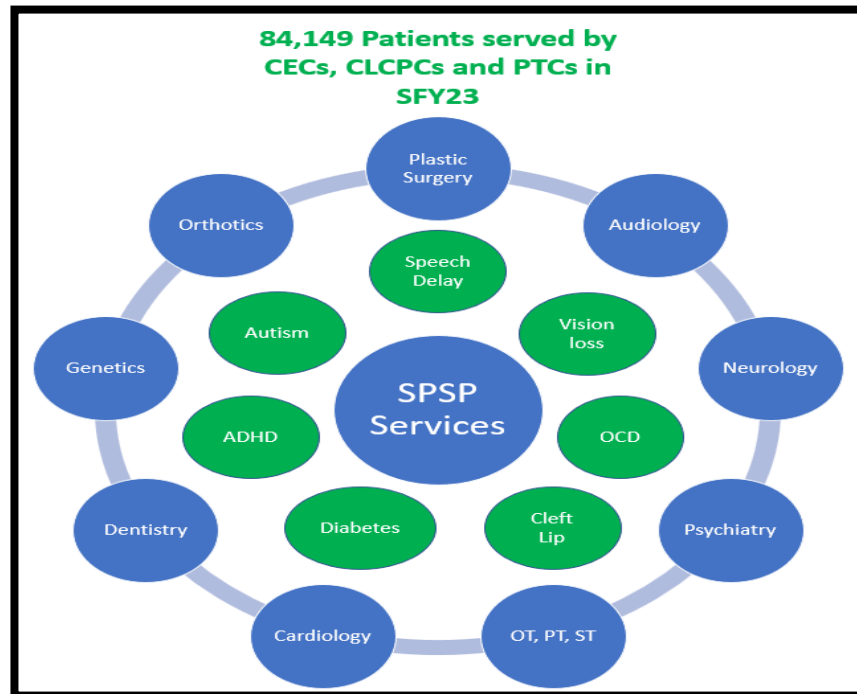 84,149 Patients served by
CECs, CLCPCs and PTCs in
SFY23
Plastic
Surgery
Orthotics
Audiology
Speech
Delay
Autism
Vision
loss
Genetics
Neurology
SPSP
Services
ADHD
OCD
Dentistry
Diabetes
Cleft
Lip
Psychiatry
Cardiology
OT, PT, ST